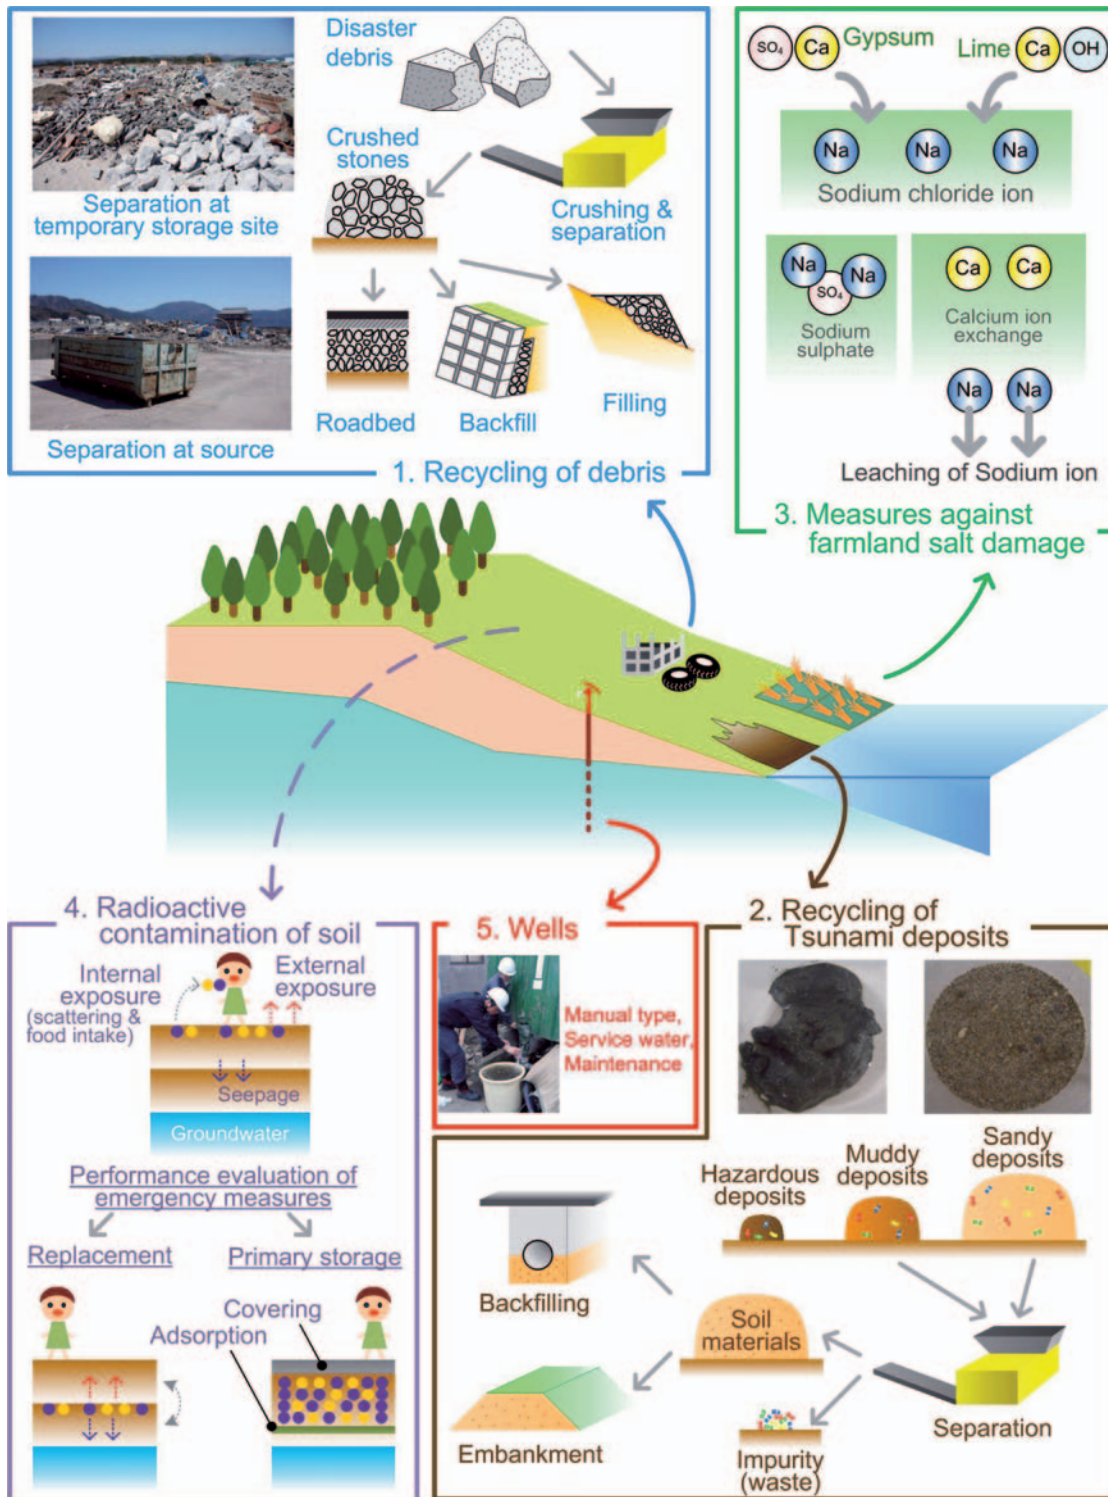 Disaster
debris
Crushed
stones
Separation at
temporary storage site
Crushing &
separation
Roadbed
Backfill
Filling
Separation at source
1. Recycling of debris
SO₄
Ca
Gypsum
Lime
Ca
OH
Na
Na
Na
Sodium chloride ion
Na
Na
SO₄
Sodium
sulphate
Ca
Ca
Calcium ion
exchange
Na
Na
Leaching of Sodium ion
3. Measures against
farmland salt damage
4. Radioactive
contamination of soil
Internal
exposure
(scattering &
food intake)
External
exposure
Seepage
Groundwater
Performance evaluation of
emergency measures
Replacement
Primary storage
Covering
Adsorption
5. Wells
Manual type,
Service water,
Maintenance
2. Recycling of
Tsunami deposits
Hazardous
deposits
Muddy
deposits
Sandy
deposits
Backfilling
Soil
materials
Embankment
Separation
Impurity
(waste)